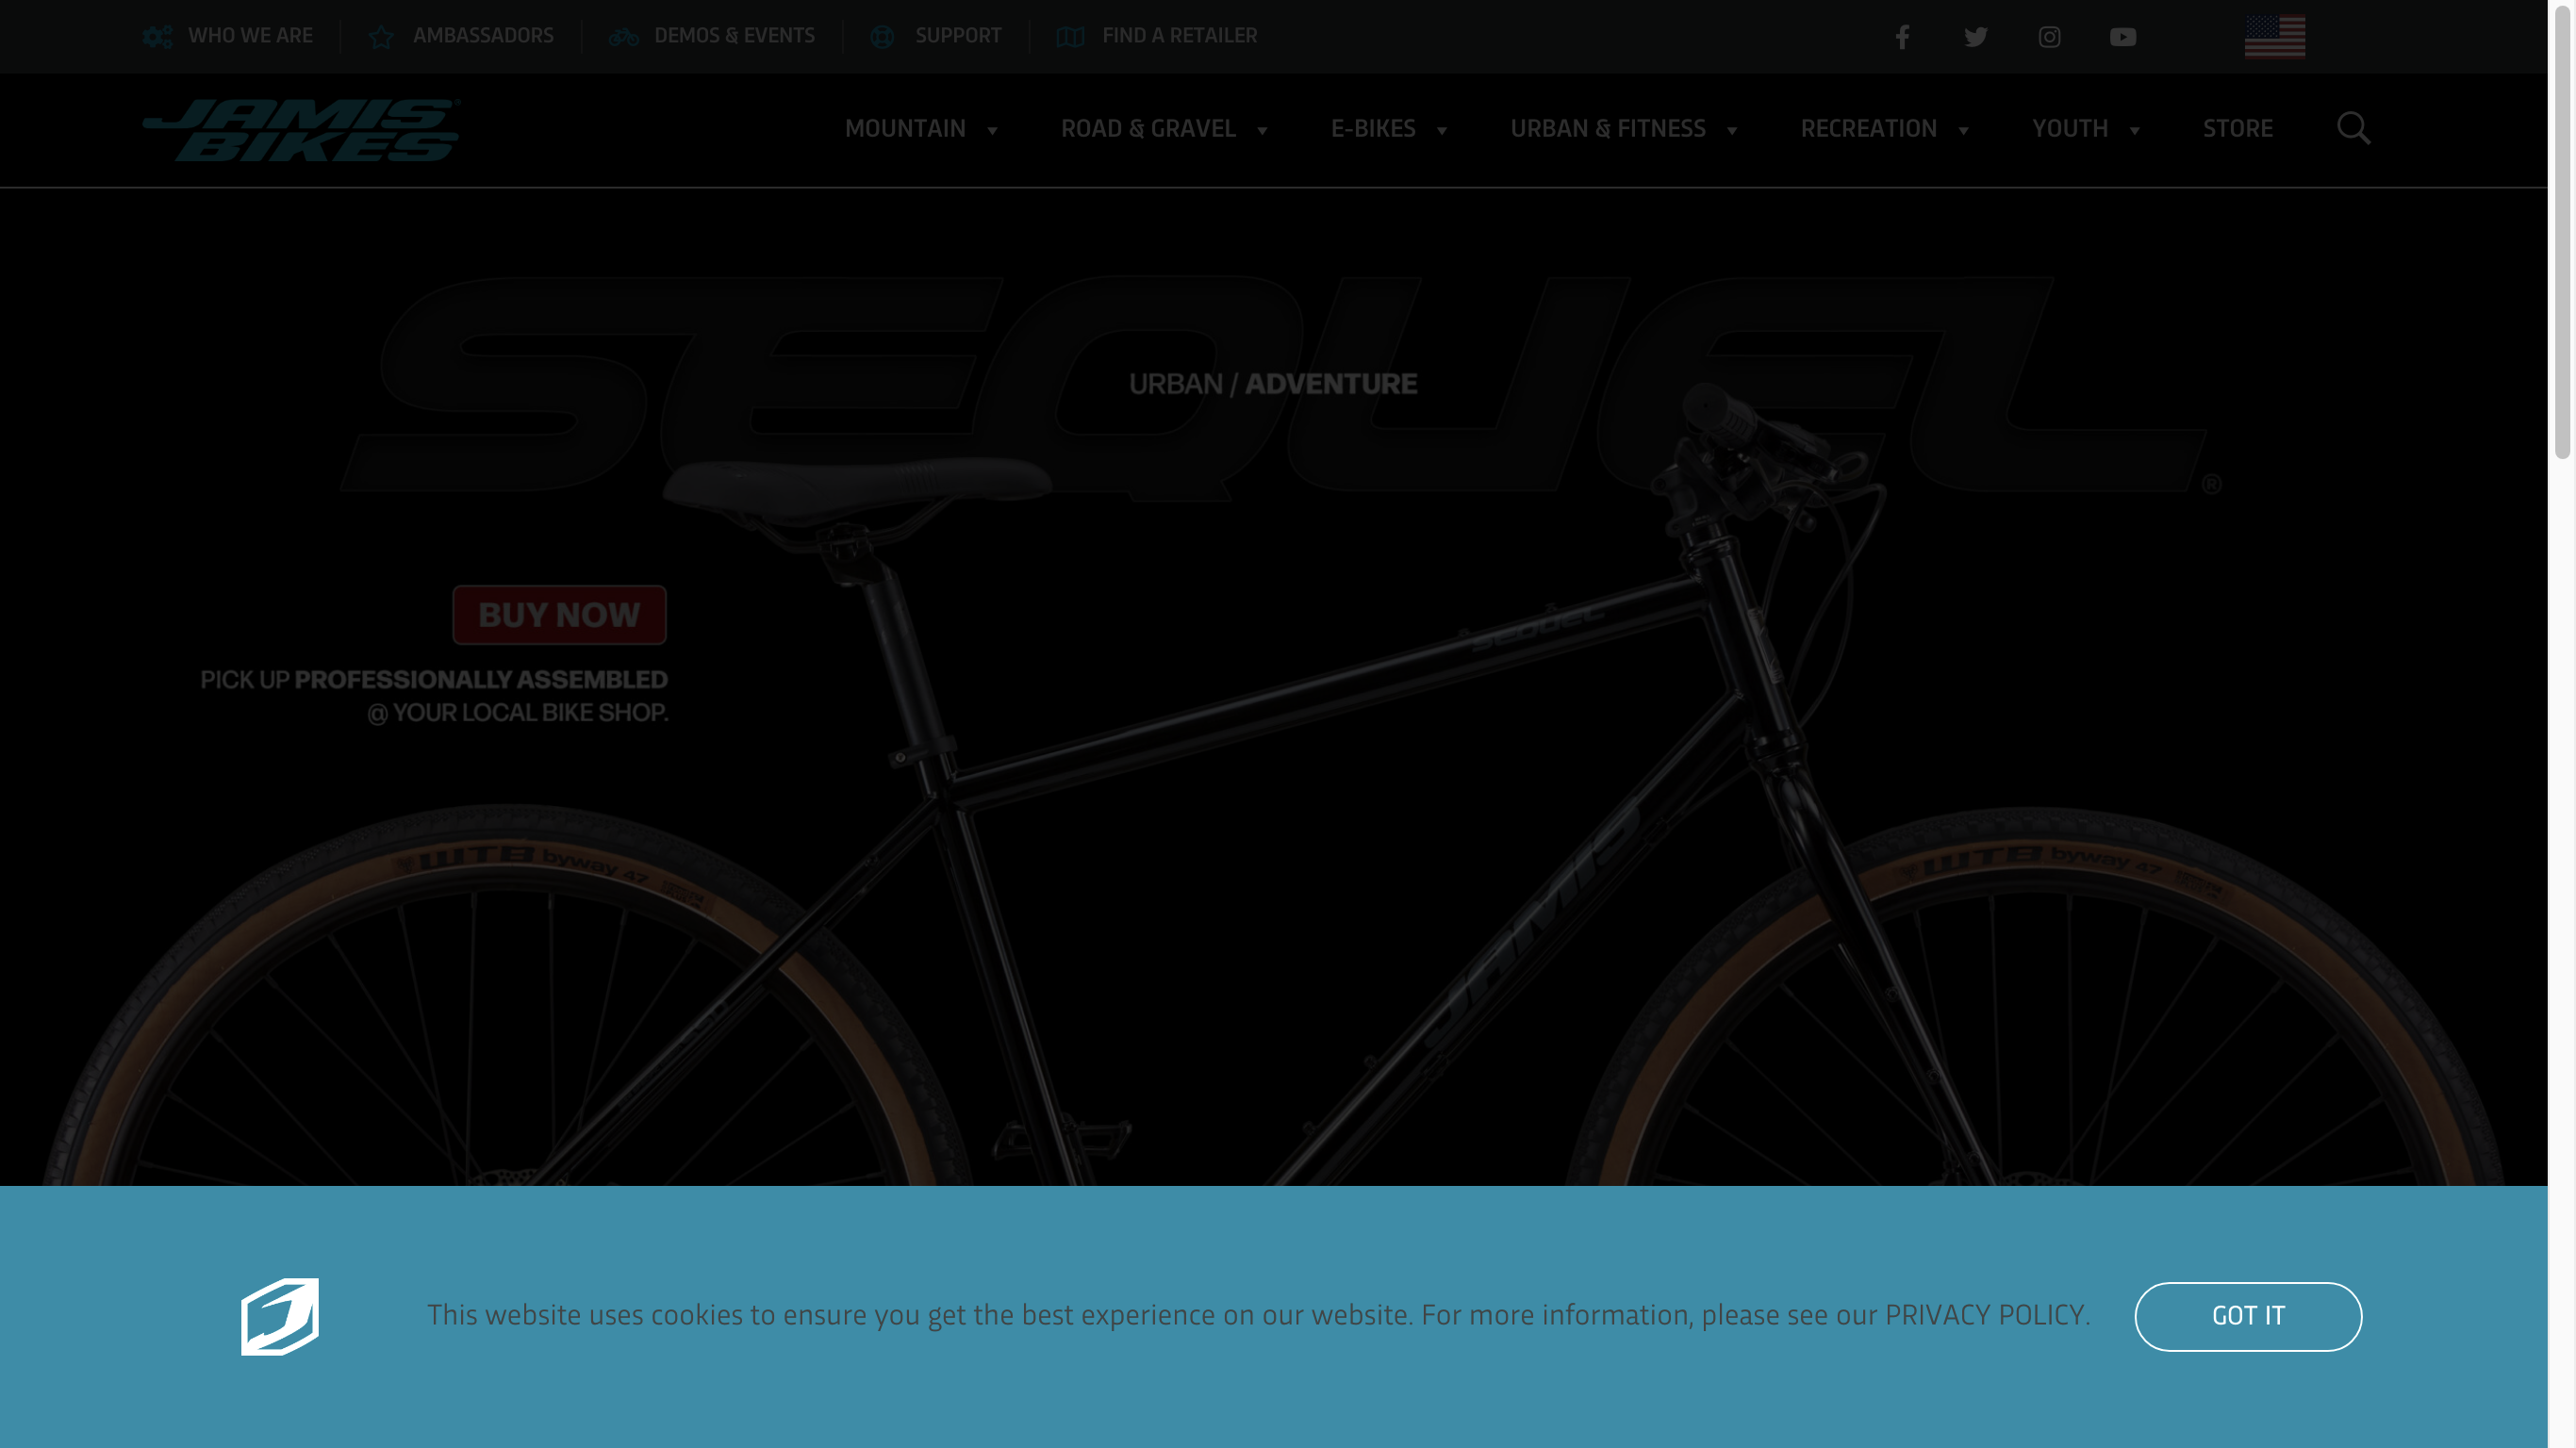 WHO WE ARE
AMBASSADORS
DEMOS & EVENTS
SUPPORT
FIND A RETAILER
JAMIS BIKES
MOUNTAIN
ROAD & GRAVEL
E-BIKES
URBAN & FITNESS
RECREATION
YOUTH
STORE
SEQUEL®
URBAN / ADVENTURE
BUY NOW
PICK UP PROFESSIONALLY ASSEMBLED
@ YOUR LOCAL BIKE SHOP.
SEQUEL
JAMIS
WTB byway 47
WTB byway 47
This website uses cookies to ensure you get the best experience on our website. For more information, please see our PRIVACY POLICY.
GOT IT